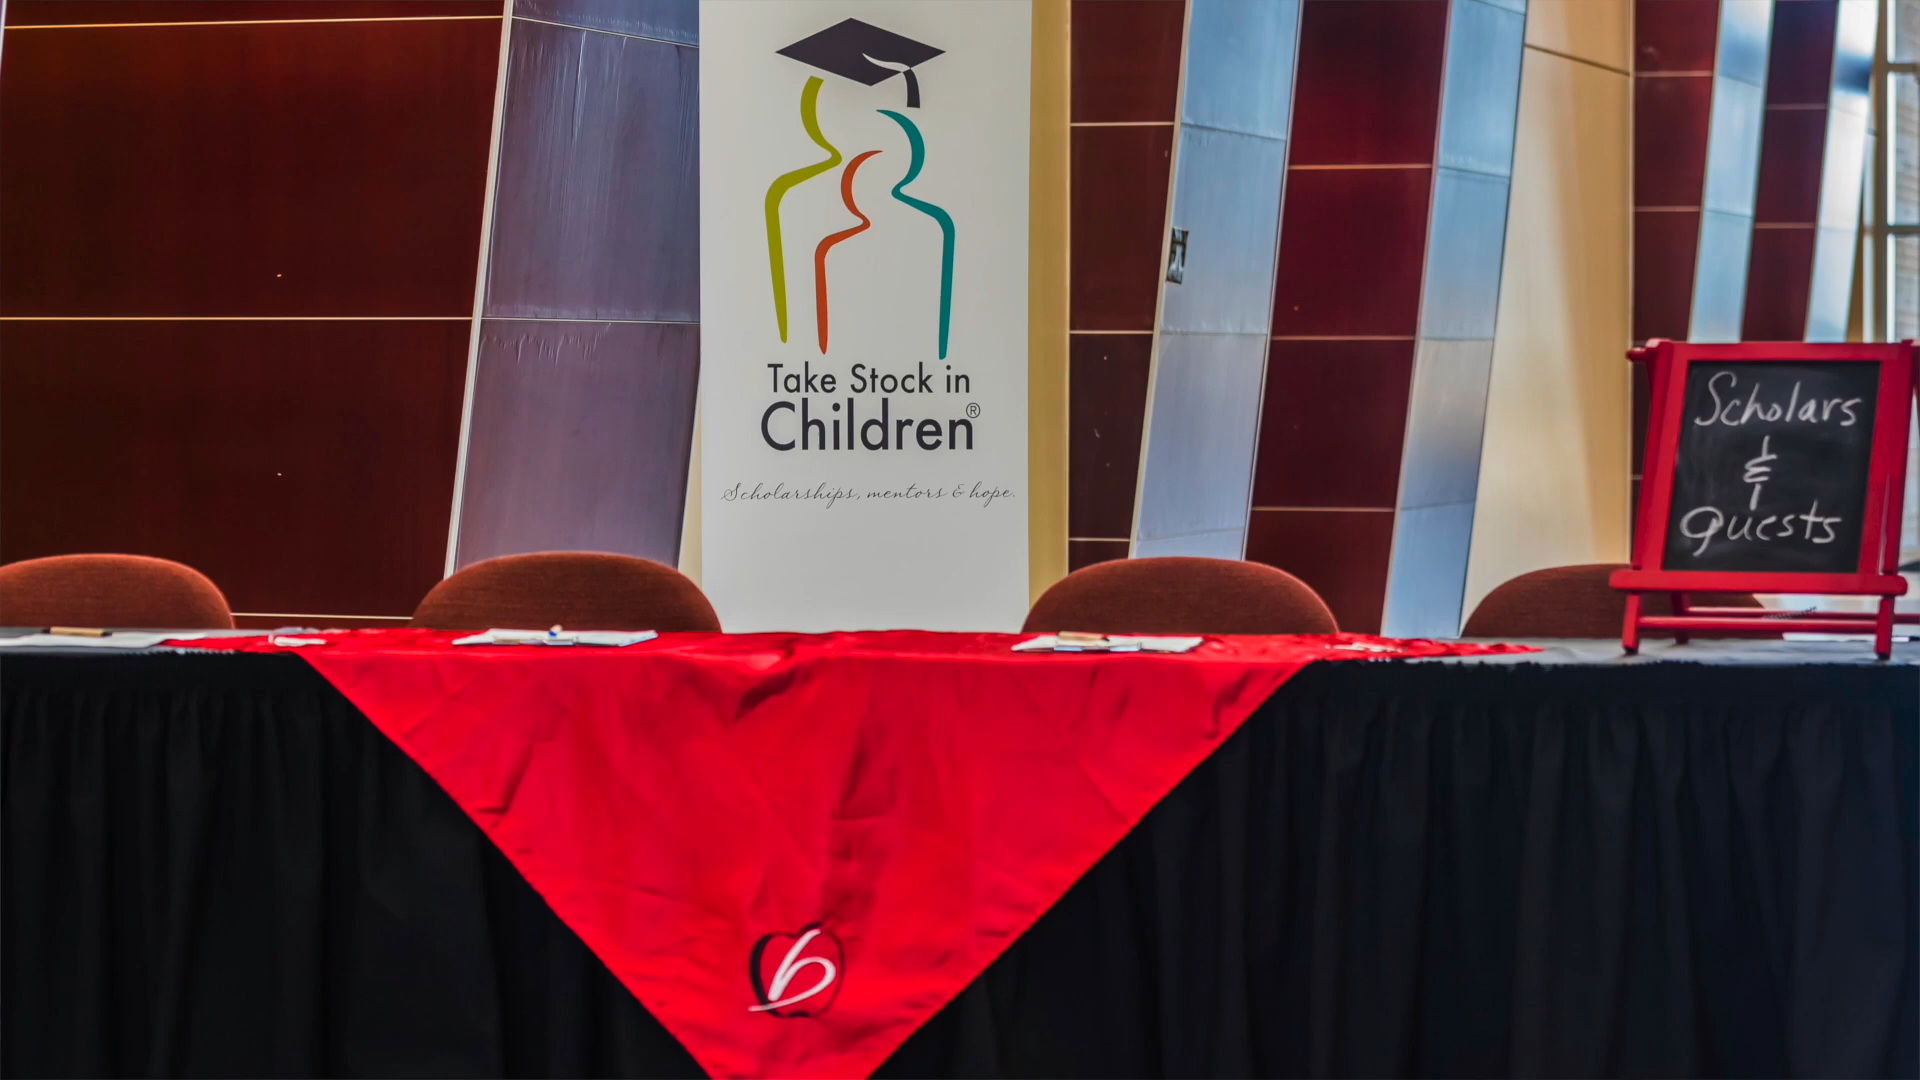 Take Stock in
Children®
Scholarships, mentors & hope.
Scholars
&
Guests
b